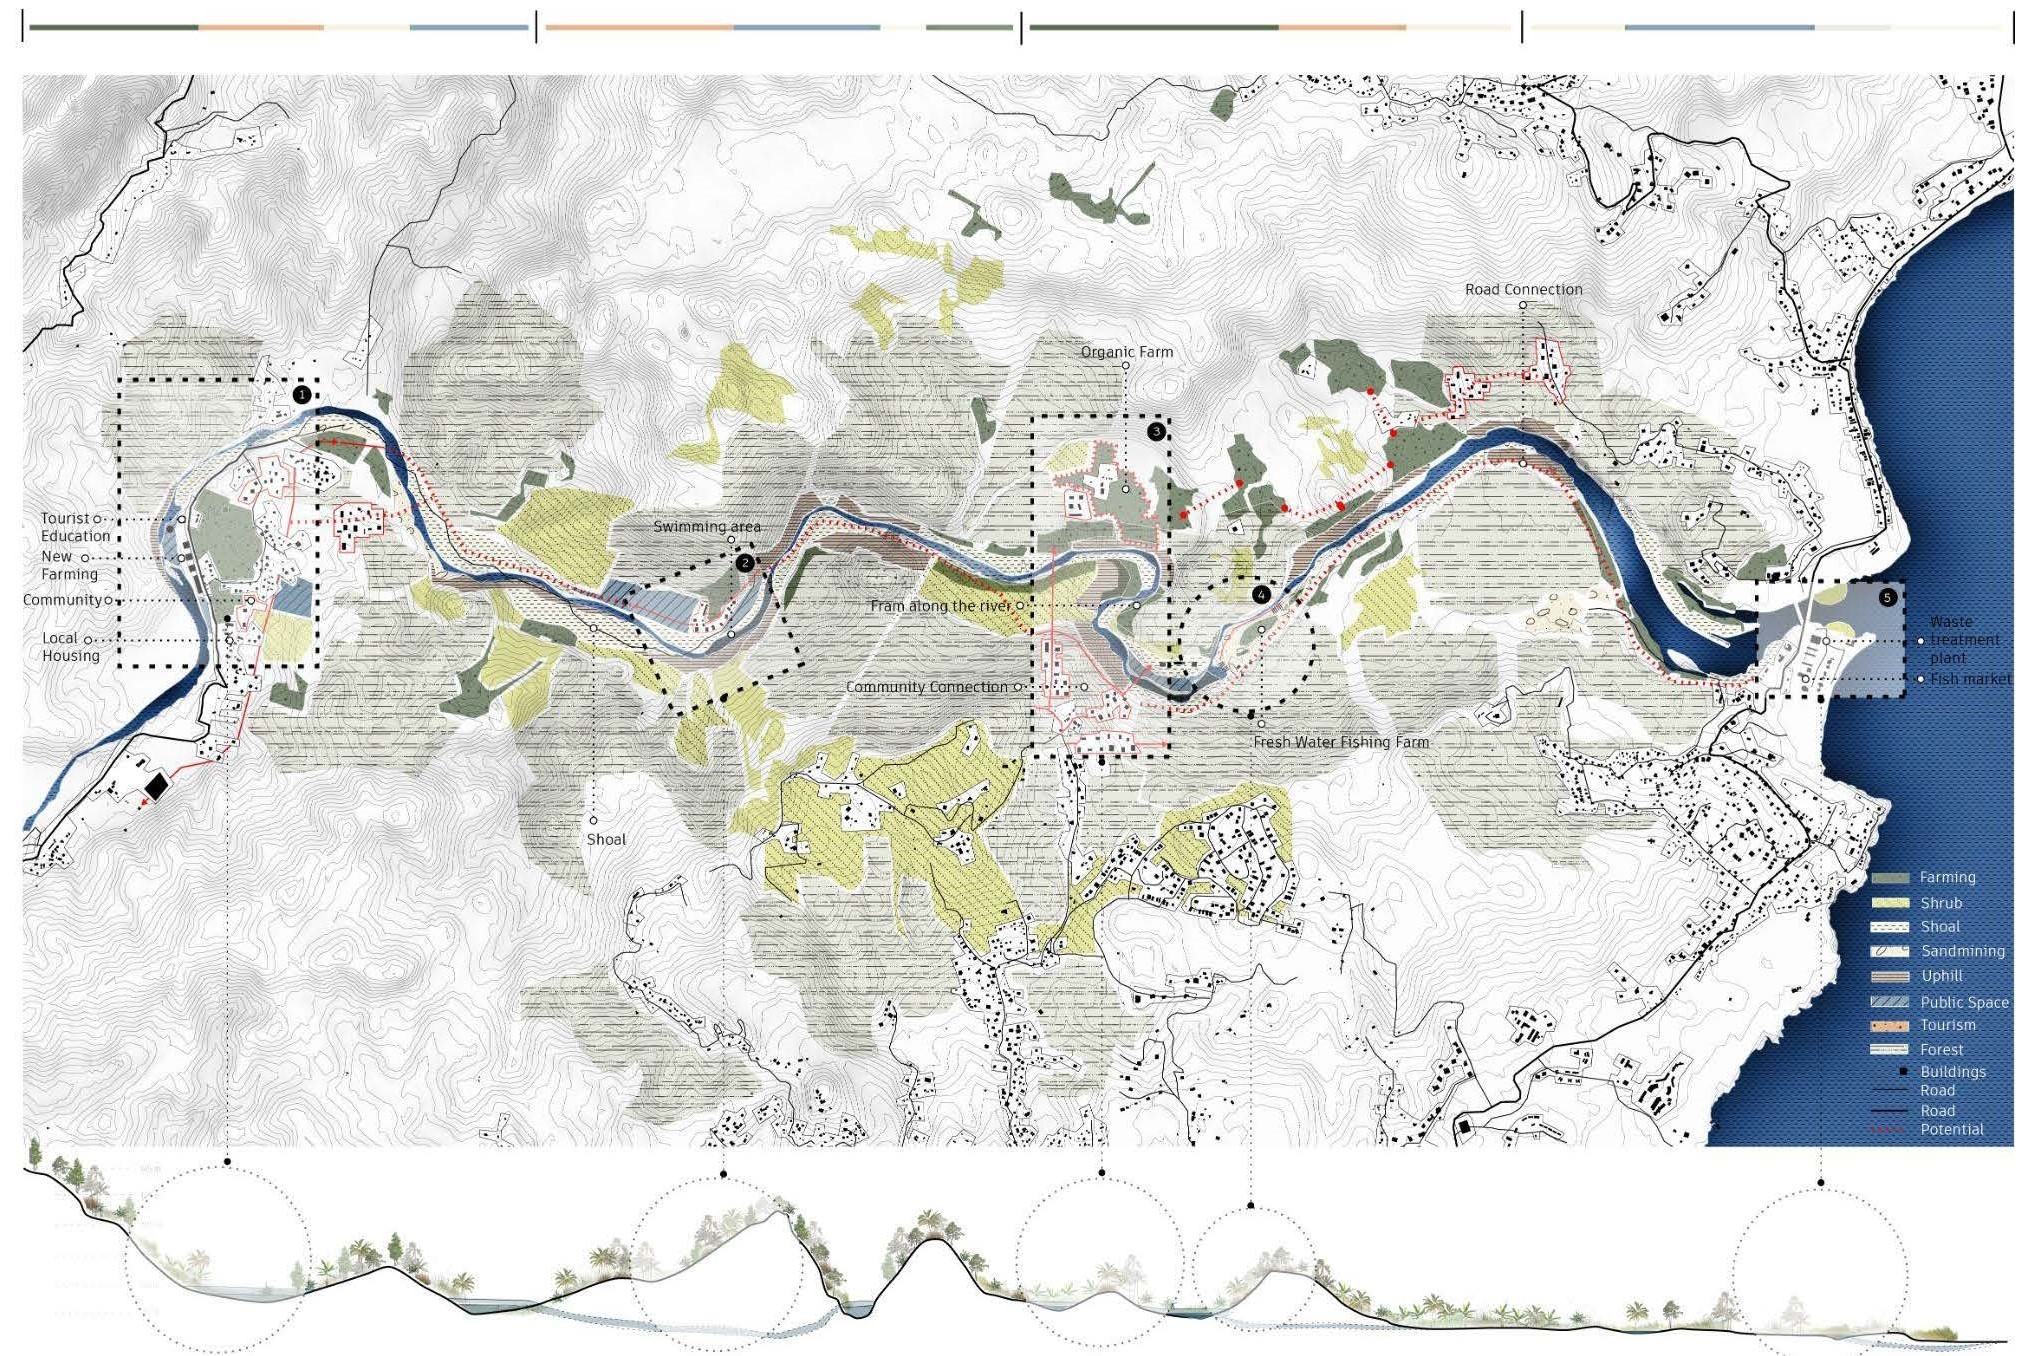 Road Connection
Organic Farm
1
3
Tourist
Education
New
Farming
Community
Local
Housing
Swimming area
2
Fram along the river
4
5
Waste
treatment
plant
Fish market
Community Connection
Fresh Water Fishing Farm
Shoal
Farming
Shrub
Shoal
Sandmining
Uphill
Public Space
Tourism
Forest
Buildings
Road
Road
Potential